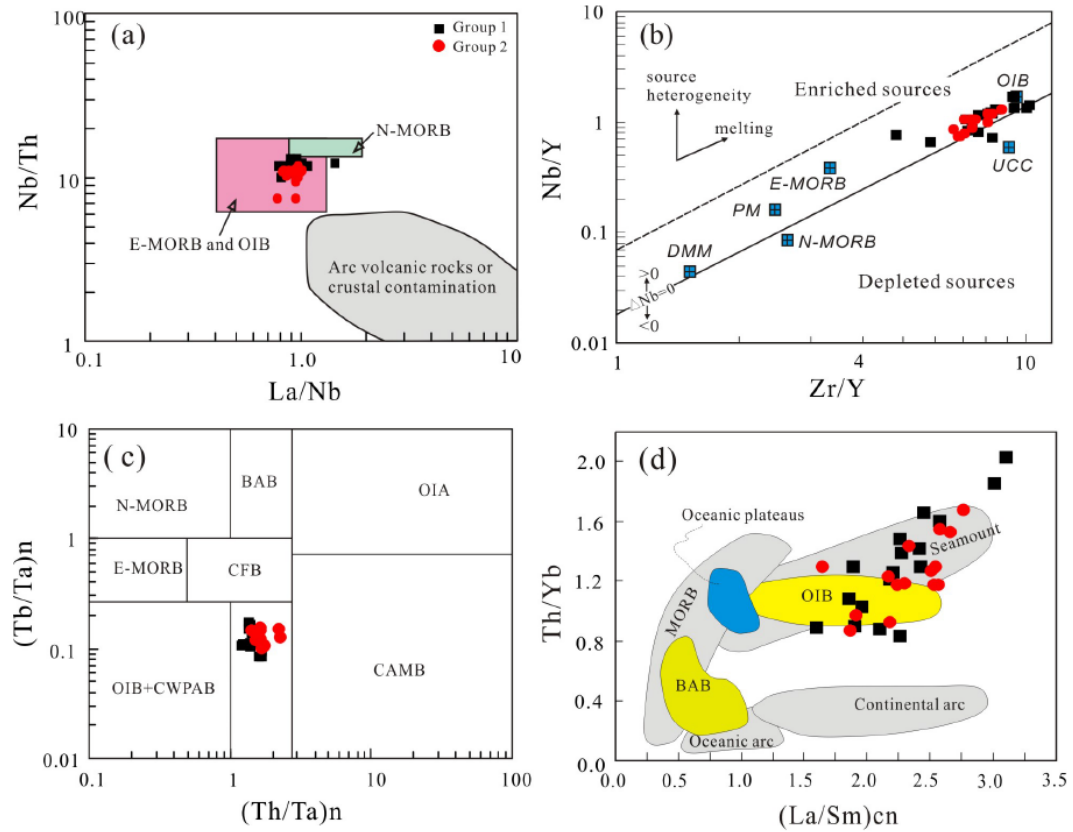 (a)
Group 1
Group 2
N-MORB
E-MORB and OIB
Arc volcanic rocks or
crustal contamination
100
10
1
0.1
1.0
10
Nb/Th
La/Nb
(b)
source
heterogeneity
melting
Enriched sources
OIB
UCC
E-MORB
PM
N-MORB
DMM
Depleted sources
>0
△Nb=0
<0
10
1
0.1
0.01
1
4
10
Nb/Y
Zr/Y
(c)
N-MORB
BAB
OIA
E-MORB
CFB
OIB+CWPAB
CAMB
10
1
0.1
0.01
0.1
1
10
100
(Tb/Ta)n
(Th/Ta)n
(d)
Oceanic plateaus
Seamount
MORB
OIB
BAB
Continental arc
Oceanic arc
2.0
1.6
1.2
0.8
0.4
0.0
0.0
0.5
1.0
1.5
2.0
2.5
3.0
3.5
Th/Yb
(La/Sm)cn